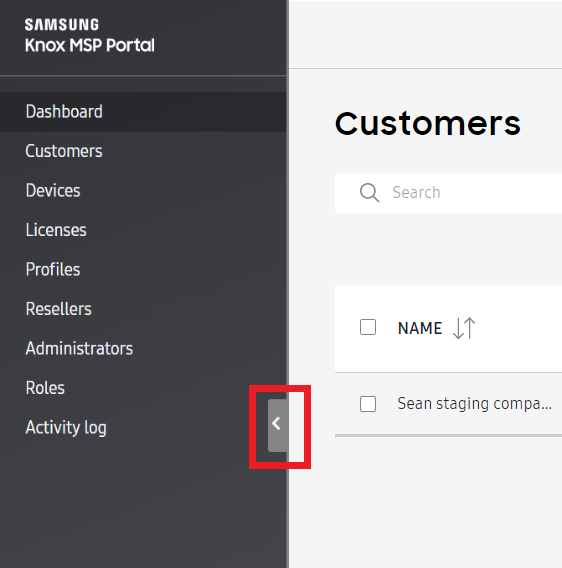 SAMSUNG
Knox MSP Portal
Dashboard
Customers
Devices
Licenses
Profiles
Resellers
Administrators
Roles
Activity log
Customers
Search
NAME
Sean staging compa...